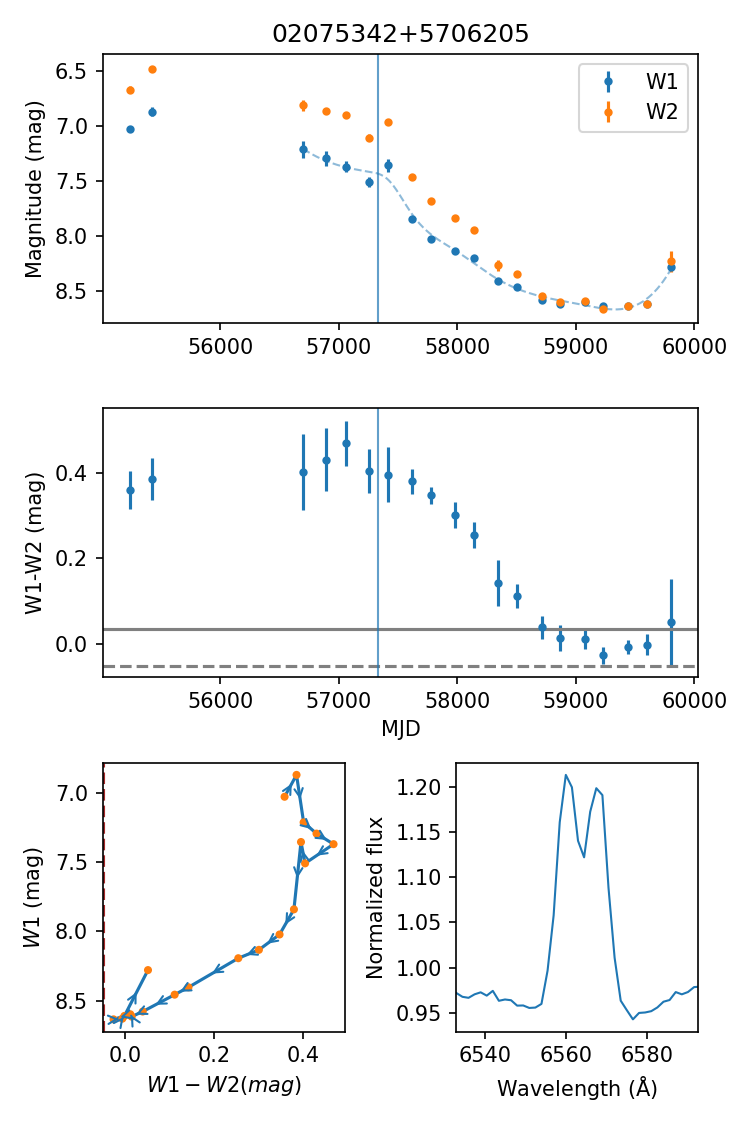 02075342+5706205
Magnitude (mag)
6.5
7.0
7.5
8.0
8.5
W1
W2
56000 57000 58000 59000 60000
W1-W2 (mag)
0.4
0.2
0.0
56000 57000 58000 59000 60000
MJD
W1 (mag)
7.0
7.5
8.0
8.5
0.0 0.2 0.4
W1 − W2(mag)
Normalized flux
1.20
1.15
1.10
1.05
1.00
0.95
6540 6560 6580
Wavelength (Å)